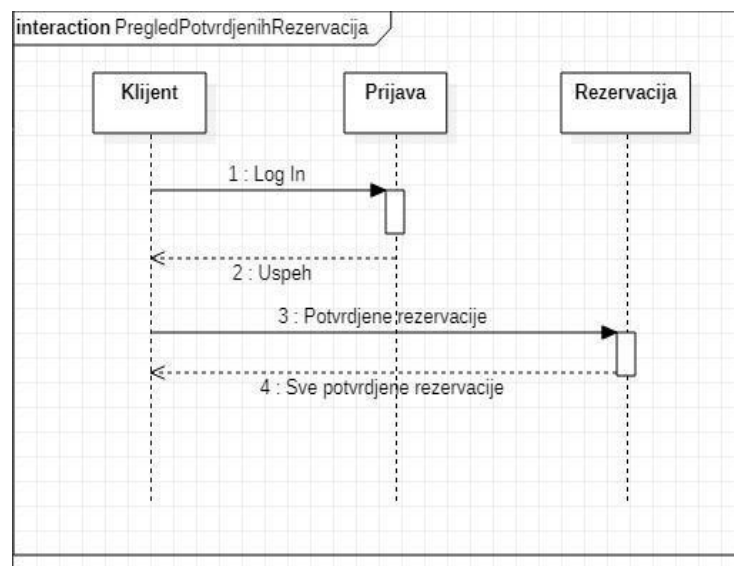 interaction PregledPotvrdjenihRezervacija
Klijent
Prijava
Rezervacija
1 : Log In
2 : Uspeh
3 : Potvrdjene rezervacije
4 : Sve potvrdjene rezervacije